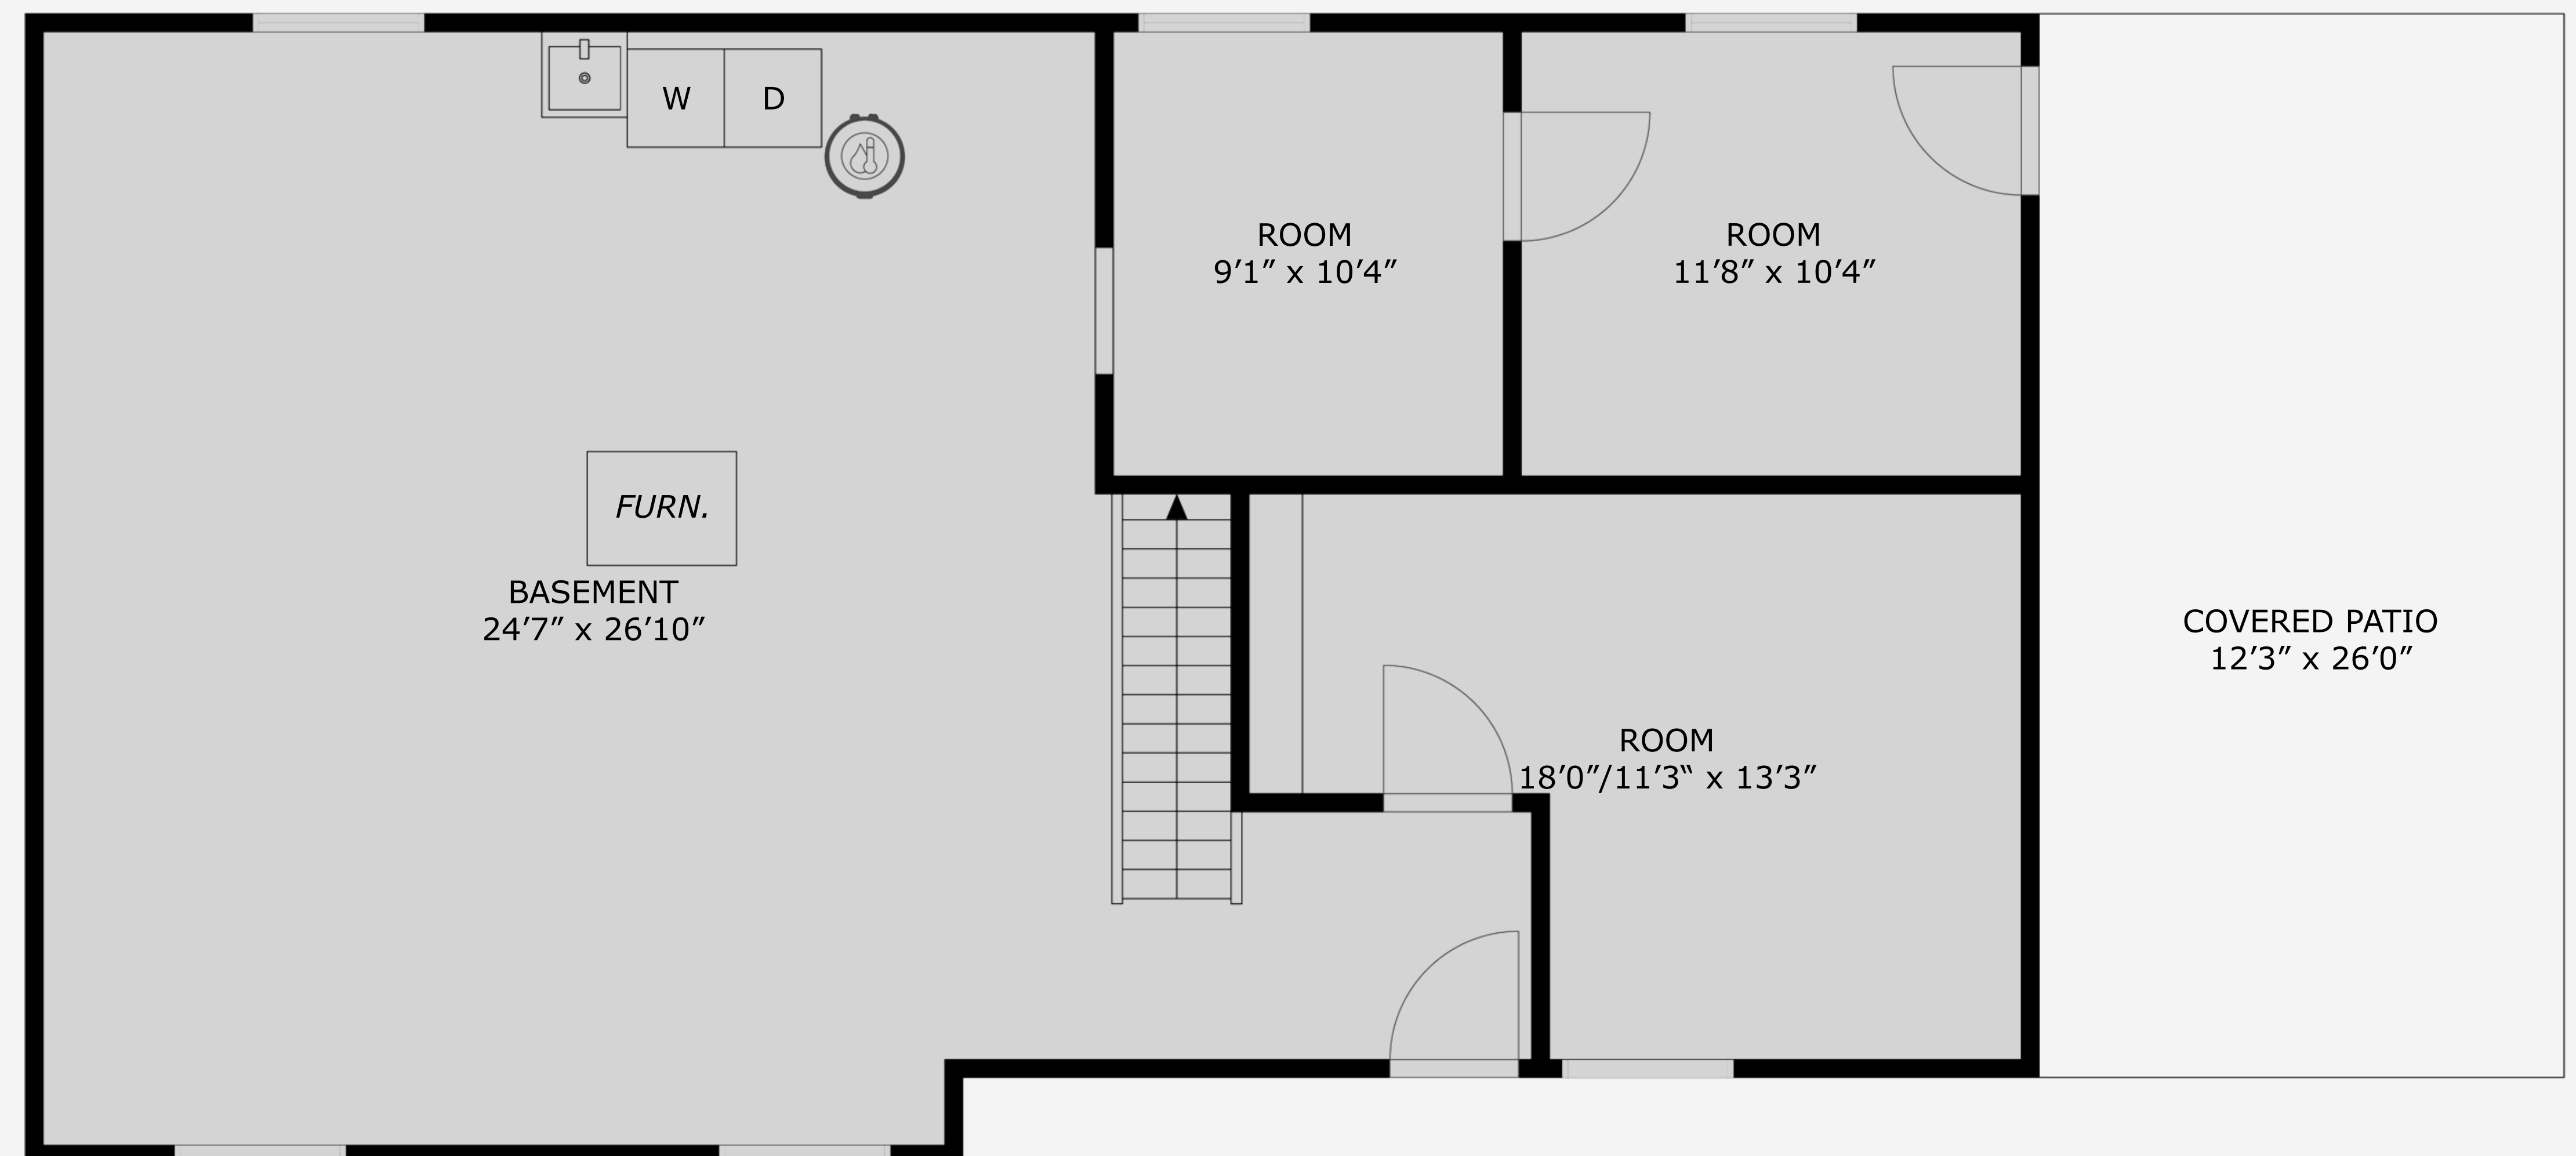 W D
ROOM
9'1" x 10'4"
ROOM
11'8" x 10'4"
FURN.
BASEMENT
24'7" x 26'10"
COVERED PATIO
12'3" x 26'0"
ROOM
18'0"/11'3“ x 13'3"